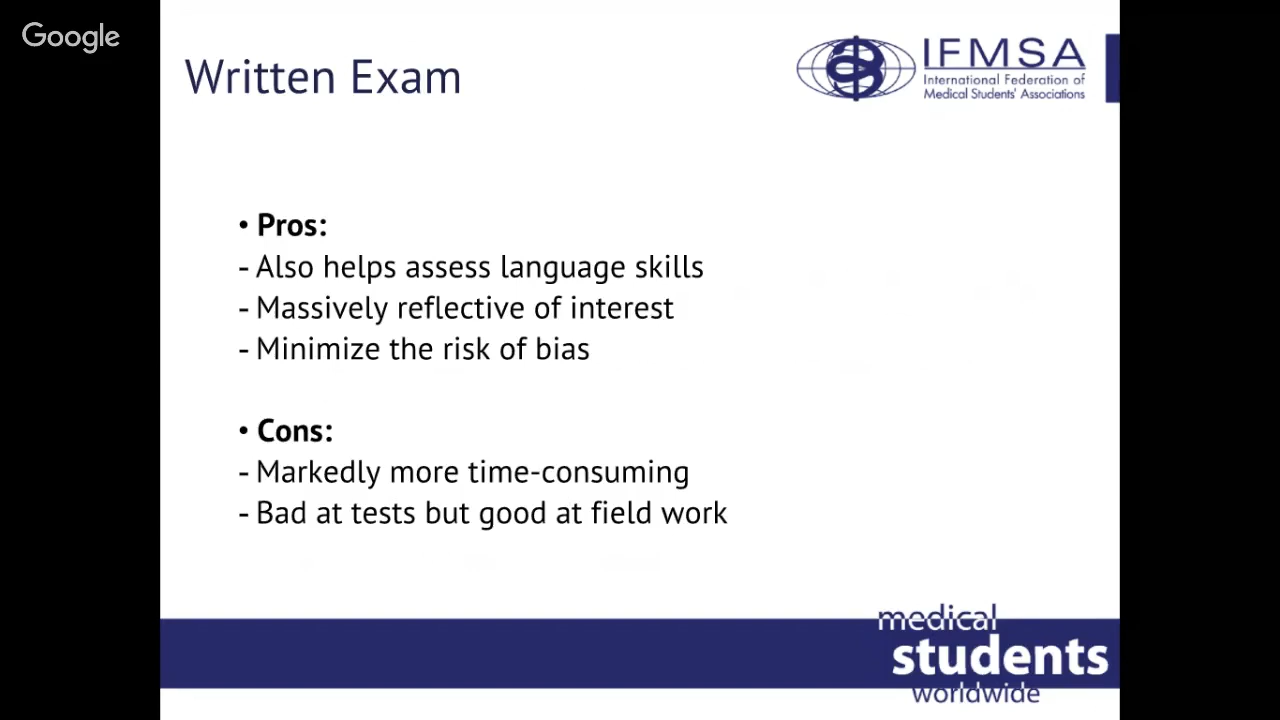 Google
Written Exam
IFMSA
International Federation of
Medical Students' Associations
• Pros:
- Also helps assess language skills
- Massively reflective of interest
- Minimize the risk of bias
• Cons:
- Markedly more time-consuming
- Bad at tests but good at field work
medical
students
worldwide